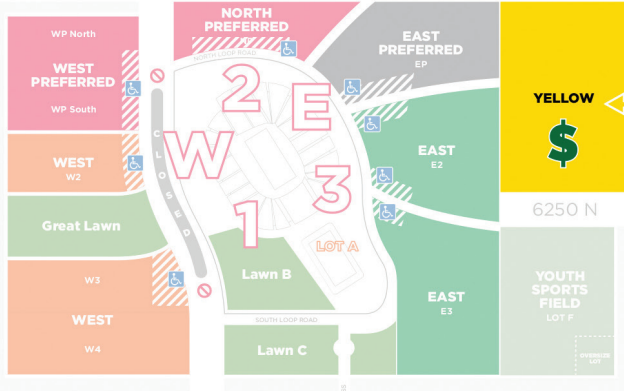 NORTH
PREFERRED
NORTH LOOP ROAD
WP North
WEST
PREFERRED
WP South
EAST
PREFERRED
EP
YELLOW
$
2
E
W
3
1
CLOSED
WEST
W2
EAST
E2
Great Lawn
6250 N
LOT A
Lawn B
W3
WEST
W4
EAST
E3
YOUTH
SPORTS
FIELD
LOT F
OVERSIZE
LOT
SOUTH LOOP ROAD
Lawn C